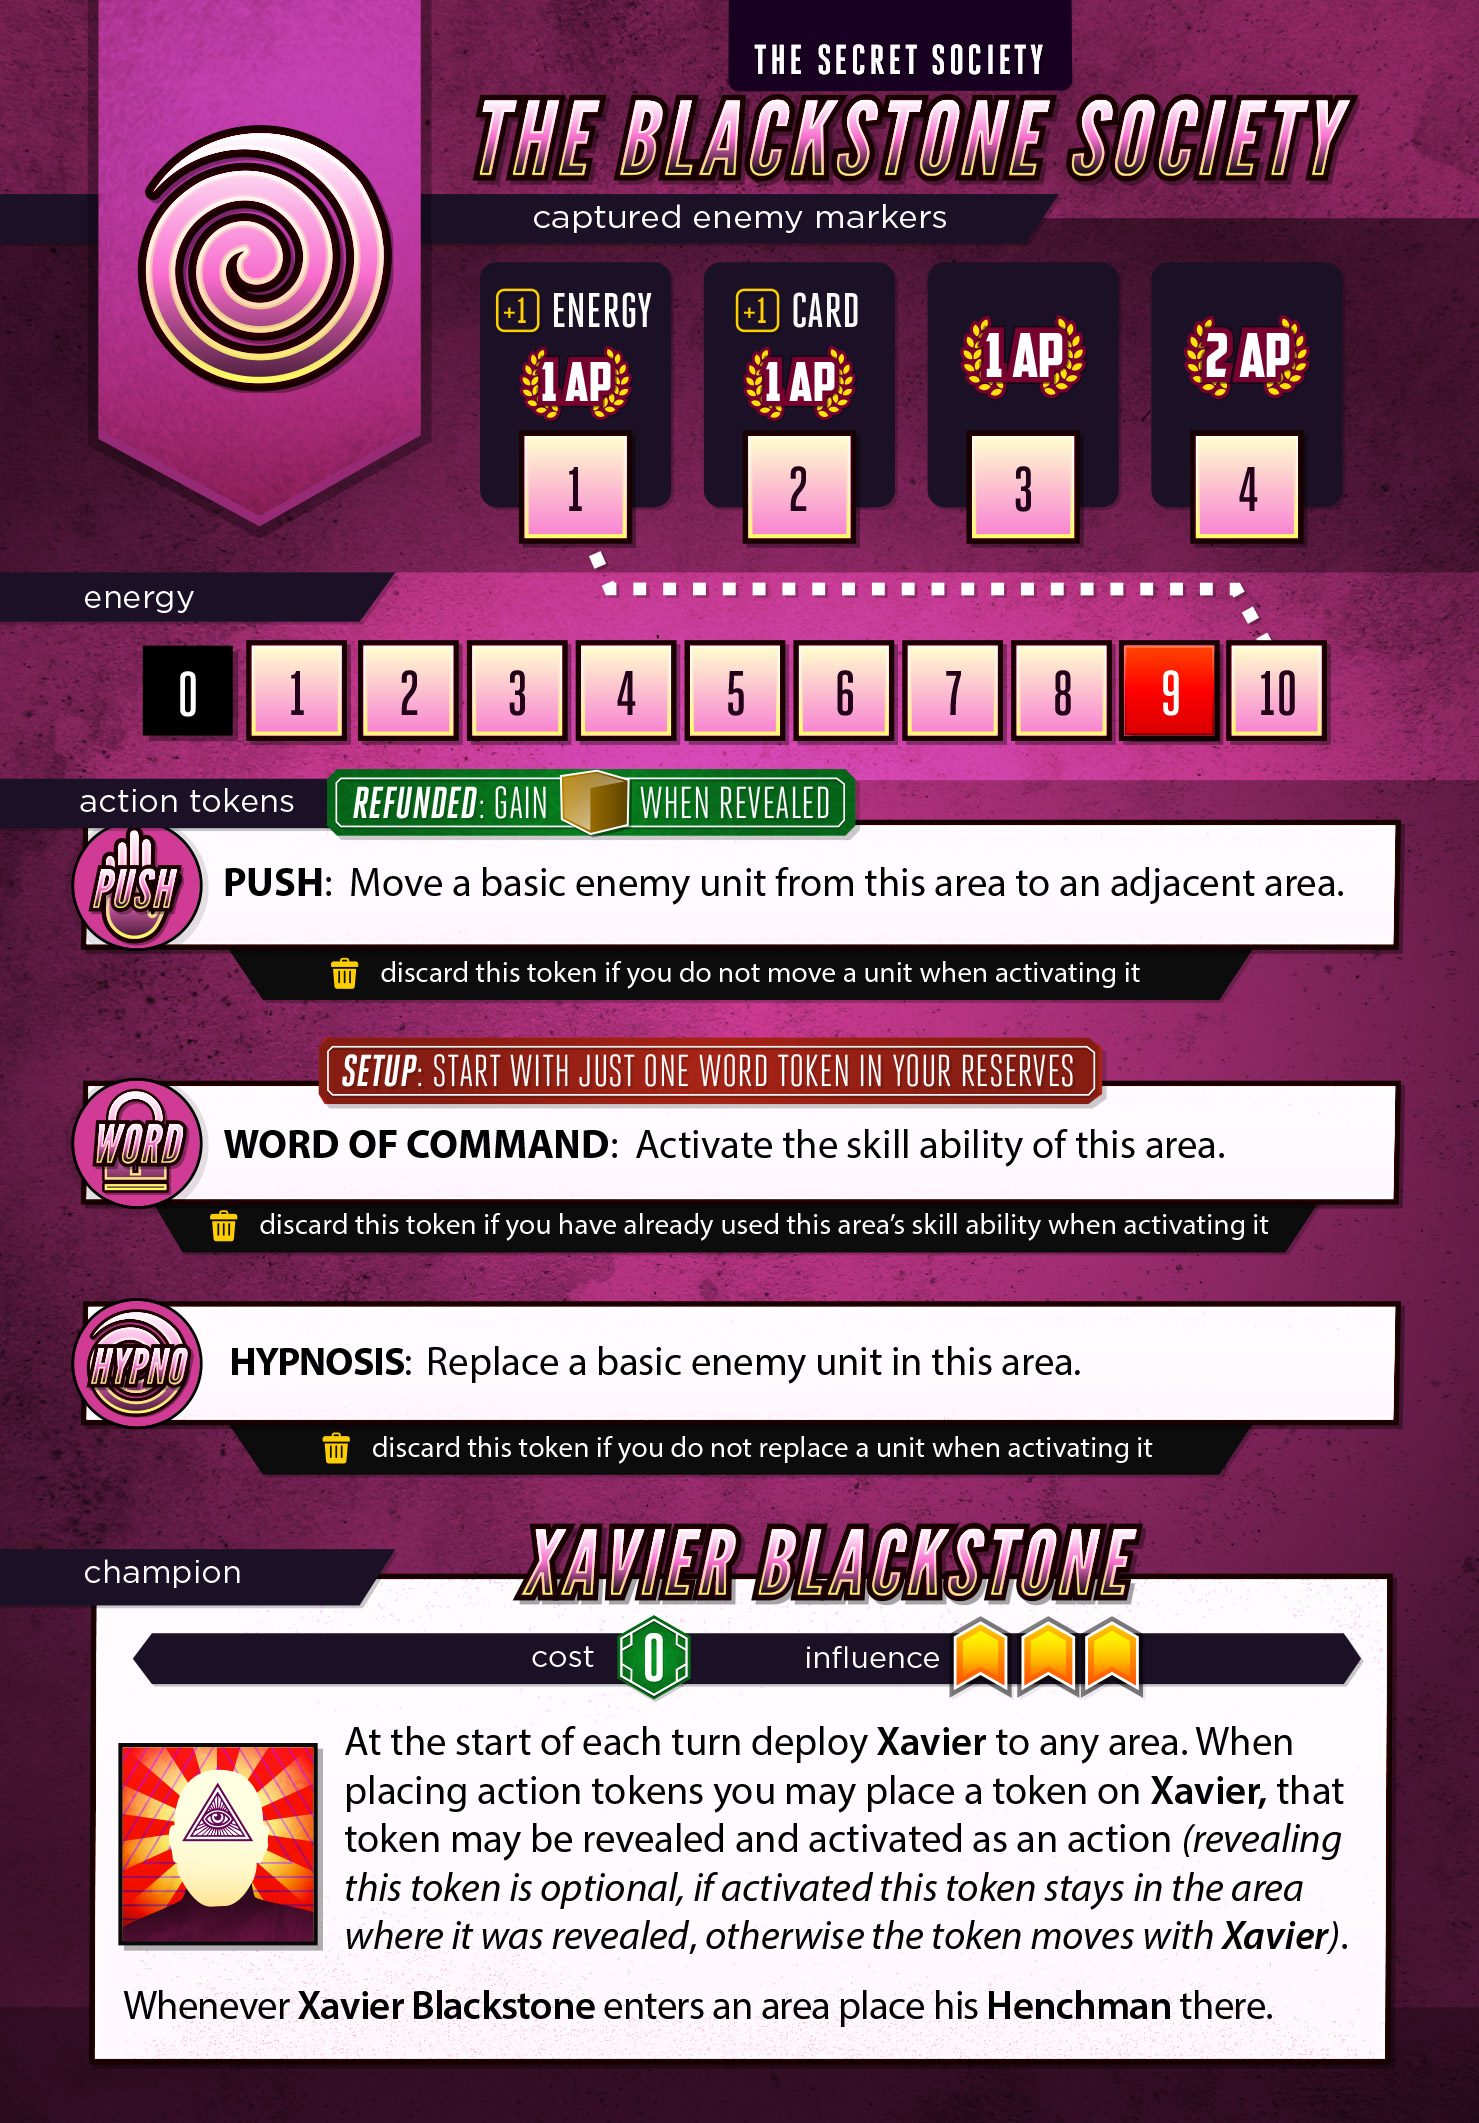 THE SECRET SOCIETY
THE BLACKSTONE SOCIETY
captured enemy markers
+1 ENERGY
1 AP
1
+1 CARD
1 AP
2
1 AP
3
2 AP
4
energy
0 1 2 3 4 5 6 7 8 9 10
action tokens
REFUNDED: GAIN WHEN REVEALED
PUSH
PUSH: Move a basic enemy unit from this area to an adjacent area.
discard this token if you do not move a unit when activating it
SETUP: START WITH JUST ONE WORD TOKEN IN YOUR RESERVES
WORD
WORD OF COMMAND: Activate the skill ability of this area.
discard this token if you have already used this area's skill ability when activating it
HYPNO
HYPNOSIS: Replace a basic enemy unit in this area.
discard this token if you do not replace a unit when activating it
champion
XAVIER BLACKSTONE
cost 0 influence
At the start of each turn deploy Xavier to any area. When
placing action tokens you may place a token on Xavier, that
token may be revealed and activated as an action (revealing
this token is optional, if activated this token stays in the area
where it was revealed, otherwise the token moves with Xavier).
Whenever Xavier Blackstone enters an area place his Henchman there.